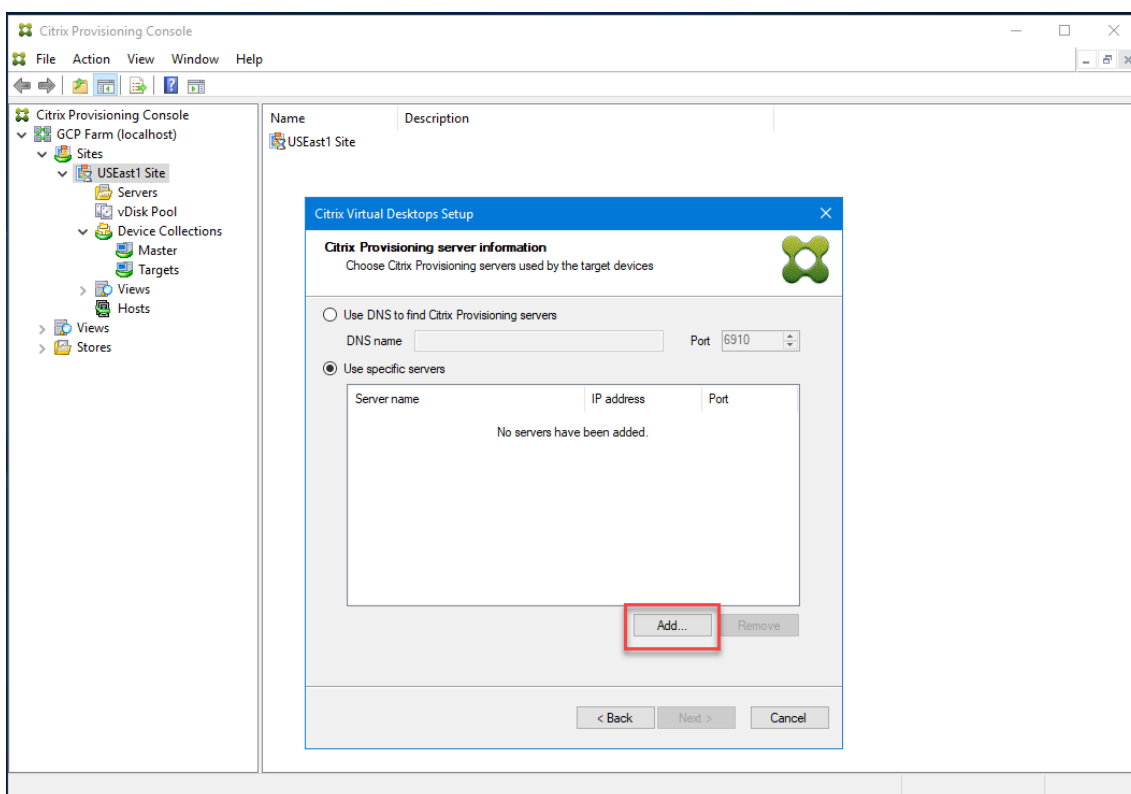 Citrix Provisioning Console
File Action View Window Help
Citrix Provisioning Console
GCP Farm (localhost)
Sites
USEast1 Site
Servers
vDisk Pool
Device Collections
Master
Targets
Views
Hosts
Views
Stores
Name Description
USEast1 Site
Citrix Virtual Desktops Setup
Citrix Provisioning server information
Choose Citrix Provisioning servers used by the target devices
Use DNS to find Citrix Provisioning servers
DNS name Port 6910
Use specific servers
Server name IP address Port
No servers have been added.
Add... Remove
< Back Next > Cancel